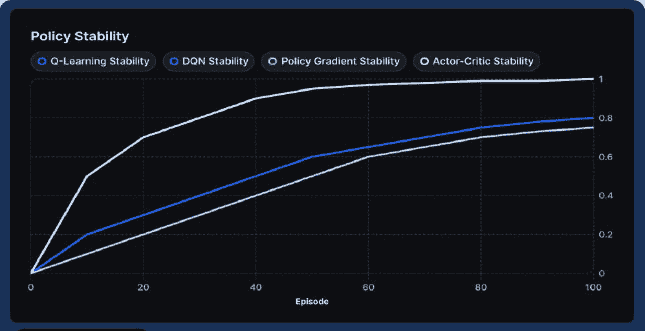 Policy Stability
Q-Learning Stability DQN Stability Policy Gradient Stability Actor-Critic Stability
1
0.8
0.6
0.4
0.2
0
0 20 40 60 80 100
Episode